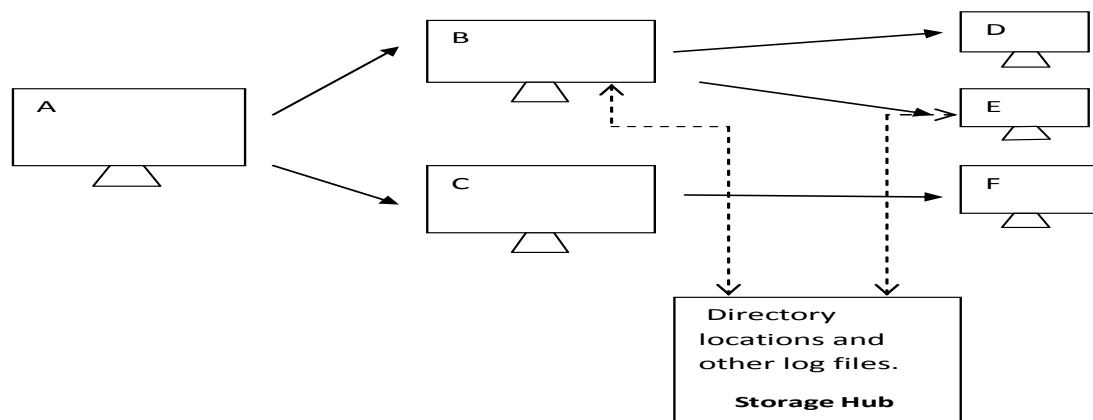 A
B
C
D
E
F
Directory
locations and
other log files.
Storage Hub